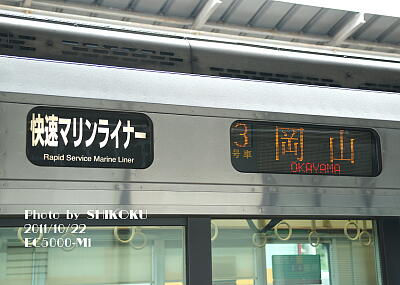 快速マリンライナー
Rapid Service Marine Liner
3号車
岡山
OKAYAMA
Photo by SHIKOKU
2011/10/22
EC5000-M1